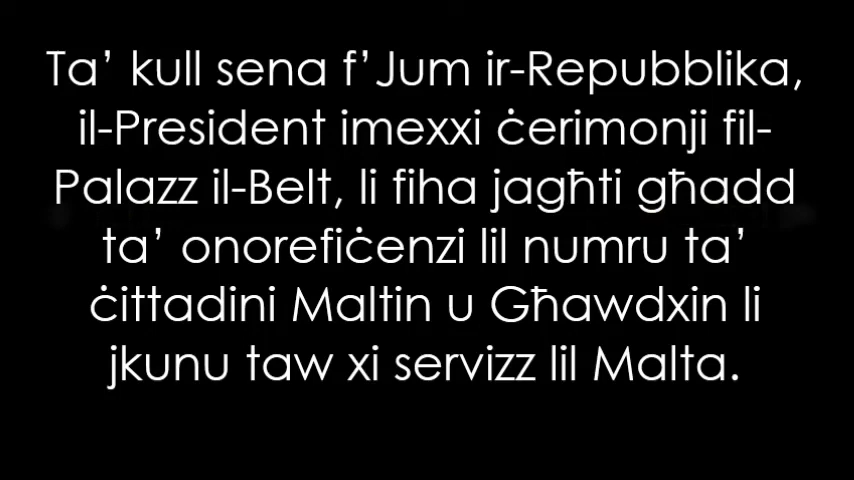 Ta’ kull sena f’Jum ir-Repubblika,
il-President imexxi ċerimonji fil-
Palazz il-Belt, li fiha jagħti għadd
ta’ onorefiċenzi lil numru ta’
ċittadini Maltin u Għawdxin li
jkunu taw xi servizz lil Malta.